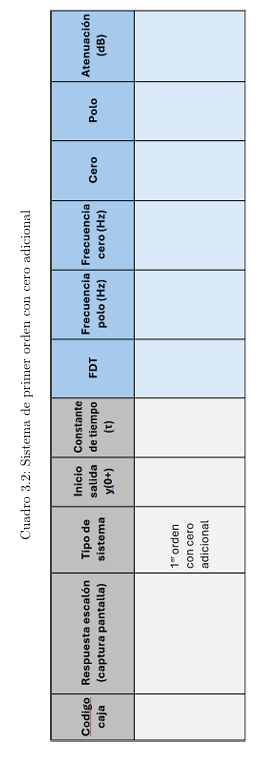 Cuadro 3.2: Sistema de primer orden con cero adicional
Codigo
caja
Respuesta escalón
(captura pantalla)
Tipo de
sistema
Inicio
salida
y(0+)
Constante
de tiempo
(τ)
FDT
Frecuencia
polo (Hz)
Frecuencia
cero (Hz)
Cero
Polo
Atenuación
(dB)
1er orden
con cero
adicional